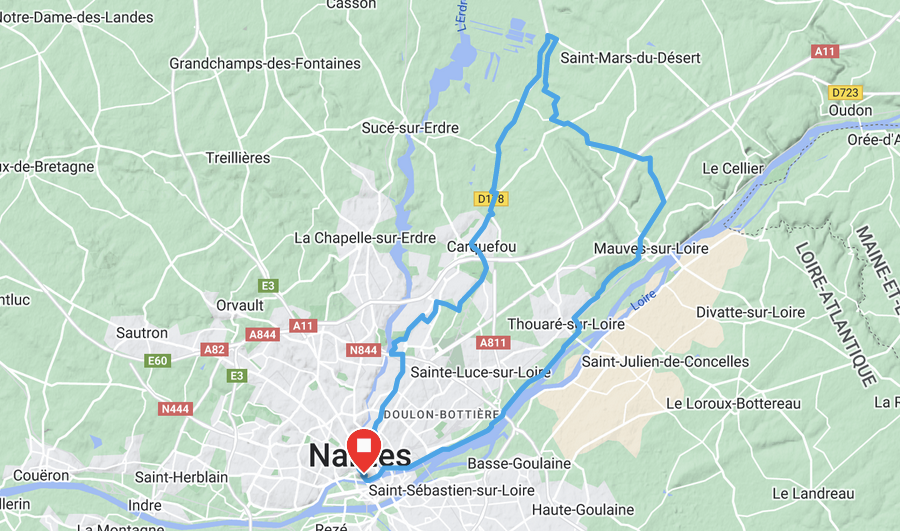 Casson
Notre-Dame-des-Landes
L'Erdre
Saint-Mars-du-Désert
A11
Grandchamps-des-Fontaines
D723
Oudon
Sucé-sur-Erdre
Orée-d'A
Treillières
ux-de-Bretagne
Le Cellier
D178
La Chapelle-sur-Erdre
Carquefou
Mauves-sur-Loire
MAINE-ET-L
LOIRE-ATLANTIQUE
E3
ntluc
Orvault
Loire
Divatte-sur-Loire
A11
Thouaré-sur-Loire
Sautron
A844
A82
N844
A811
E60
Saint-Julien-de-Concelles
E3
Sainte-Luce-sur-Loire
N444
DOULON-BOTTIÈRE
Le Loroux-Bottereau
La R
Nantes
Basse-Goulaine
Couëron
Saint-Herblain
Saint-Sébastien-sur-Loire
Le Landreau
llerin
Indre
Haute-Goulaine
La Montagne
Rezé